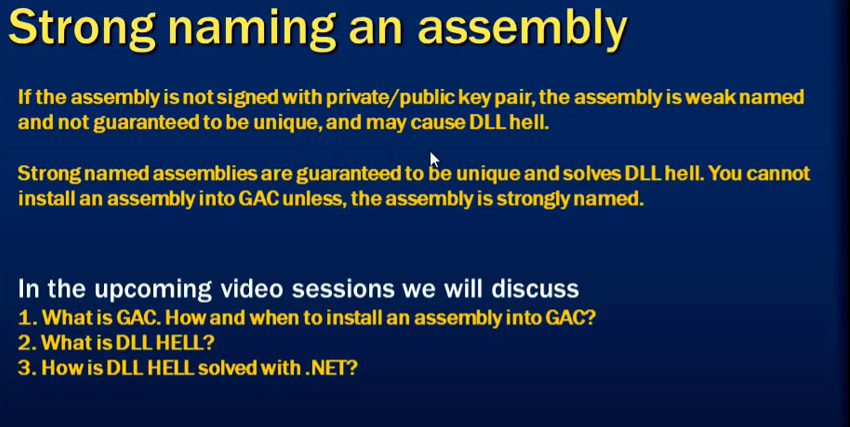 Strong naming an assembly
If the assembly is not signed with private/public key pair, the assembly is weak named
and not guaranteed to be unique, and may cause DLL hell.
Strong named assemblies are guaranteed to be unique and solves DLL hell. You cannot
install an assembly into GAC unless, the assembly is strongly named.
In the upcoming video sessions we will discuss
1. What is GAC. How and when to install an assembly into GAC?
2. What is DLL HELL?
3. How is DLL HELL solved with .NET?